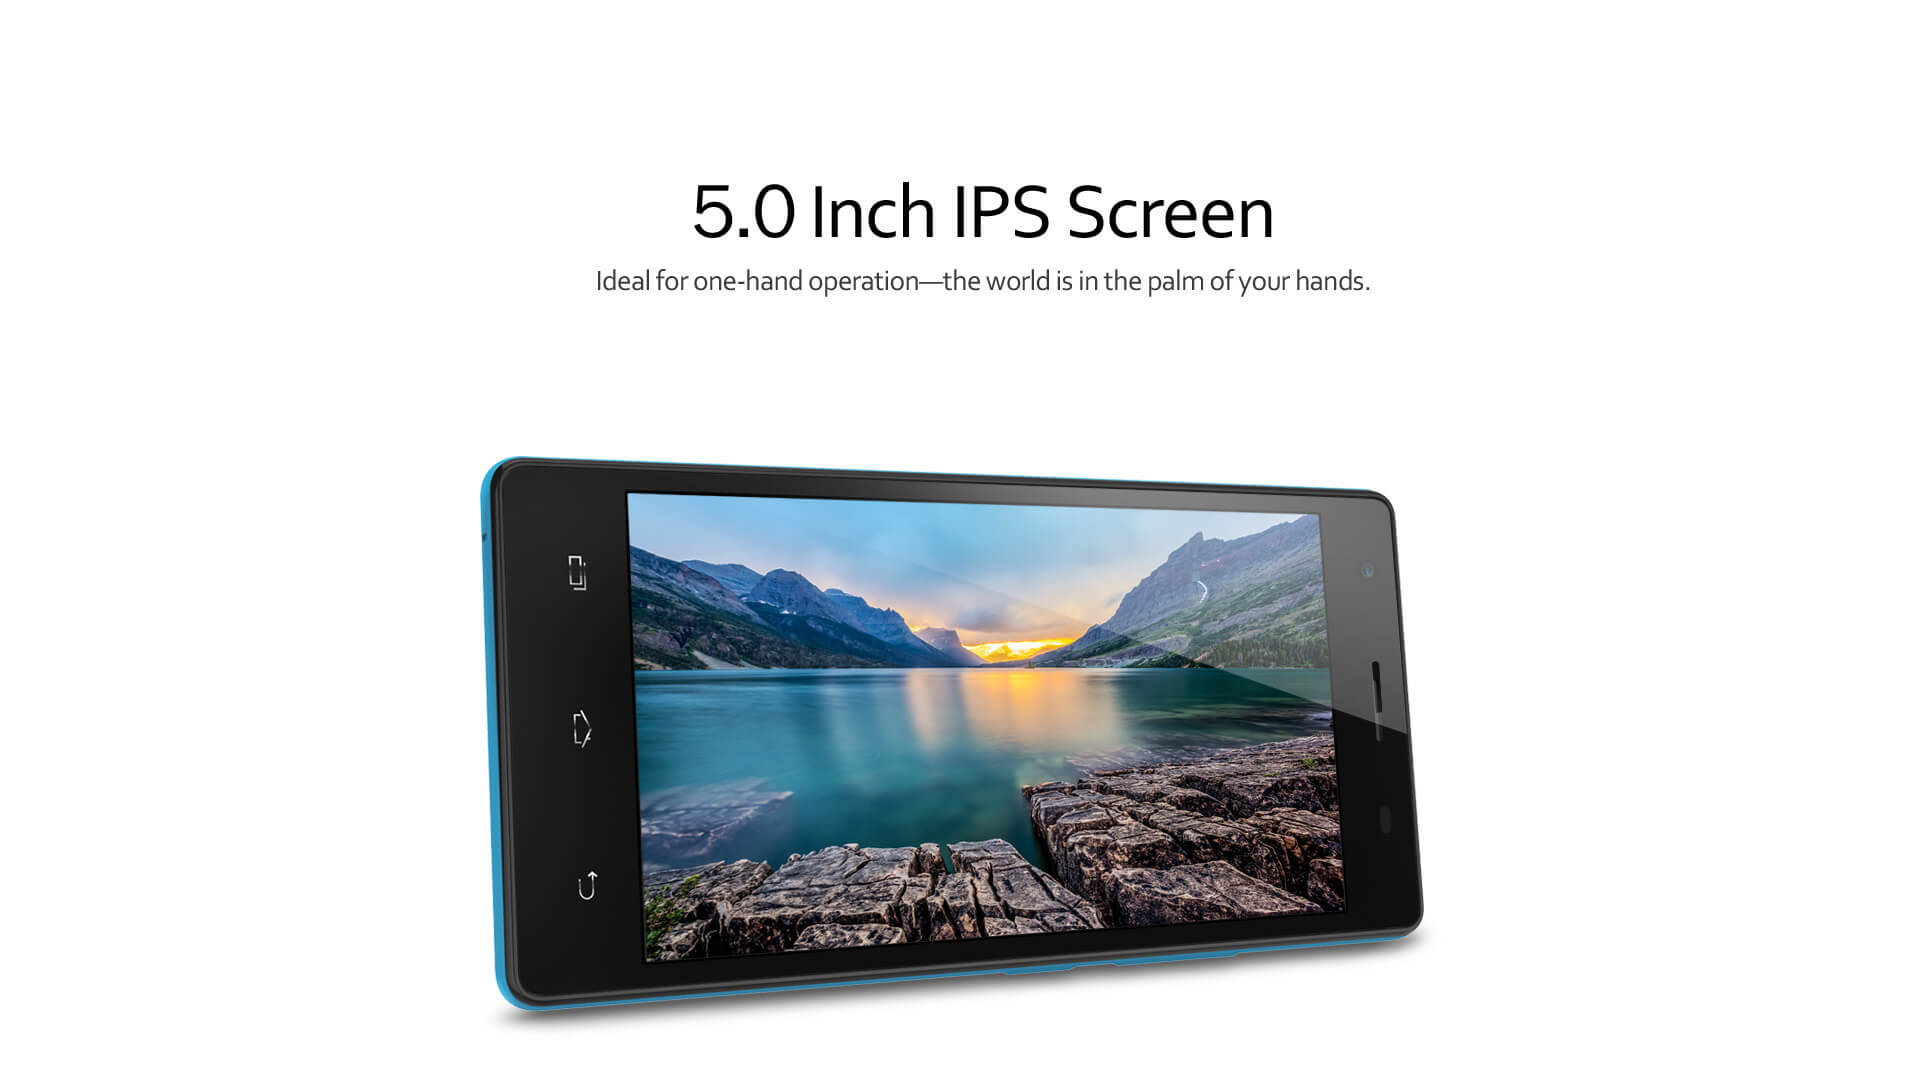 5.0 Inch IPS Screen
Ideal for one-hand operation—the world is in the palm of your hands.